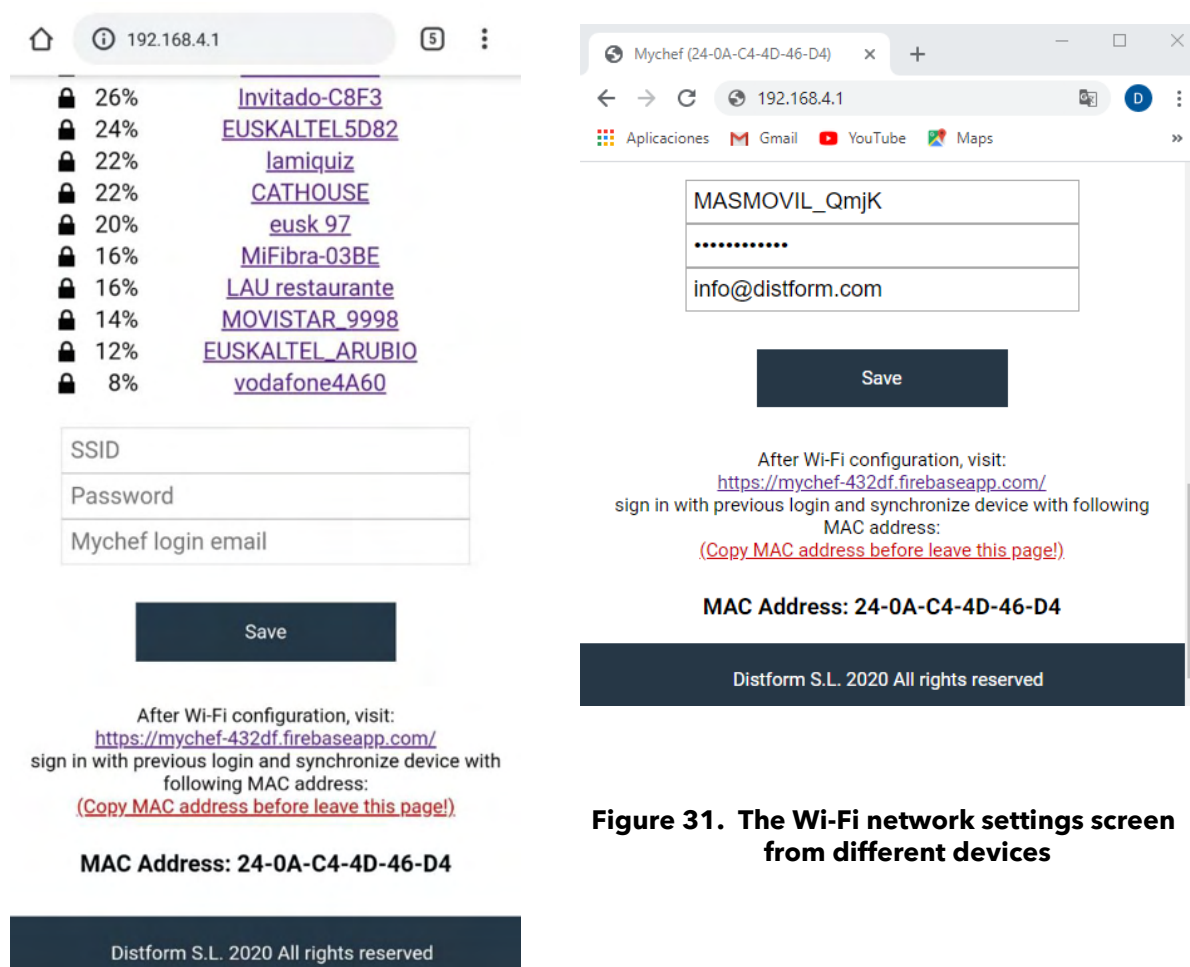 192.168.4.1
5
26% Invitado-C8F3
24% EUSKALTEL5D82
22% lamiquiz
22% CATHOUSE
20% eusk 97
16% MiFibra-03BE
16% LAU restaurante
14% MOVISTAR_9998
12% EUSKALTEL_ARUBIO
8% vodafone4A60
SSID
Password
Mychef login email
Save
After Wi-Fi configuration, visit:
https://mychef-432df.firebaseapp.com/
sign in with previous login and synchronize device with
following MAC address:
(Copy MAC address before leave this page!)
MAC Address: 24-0A-C4-4D-46-D4
Distform S.L. 2020 All rights reserved
Mychef (24-0A-C4-4D-46-D4)
192.168.4.1
D
Aplicaciones Gmail YouTube Maps »
MASMOVIL_QmjK
••••••••••••
info@distform.com
Save
After Wi-Fi configuration, visit:
https://mychef-432df.firebaseapp.com/
sign in with previous login and synchronize device with following
MAC address:
(Copy MAC address before leave this page!)
MAC Address: 24-0A-C4-4D-46-D4
Distform S.L. 2020 All rights reserved
Figure 31. The Wi-Fi network settings screen
from different devices